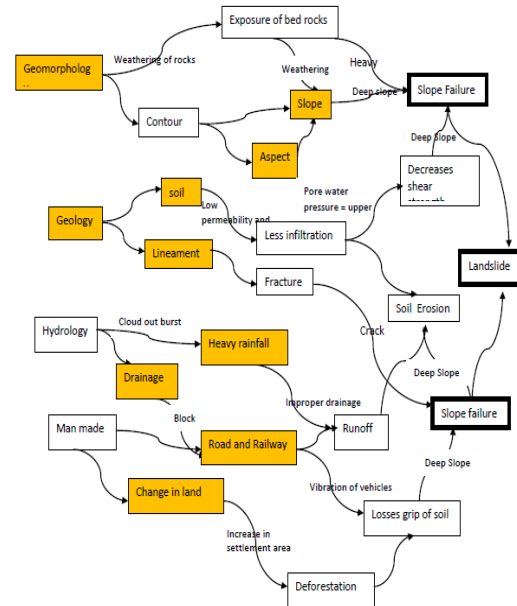 Exposure of bed rocks
Weathering of rocks
Heavy
Geomorpholog
..
Weathering
Deep slope
Slope Failure
Slope
Contour
Deep Slope
Aspect
Decreases
shear
strength
Pore water
pressure = upper
soil
Low
permeability and
Geology
Less infiltration
Lineament
Landslide
Fracture
Soil Erosion
Cloud out burst
Crack
Hydrology
Heavy rainfall
Deep Slope
Drainage
Improper drainage
Slope failure
Block
Man made
Road and Railway
Runoff
Deep Slope
Change in land
Vibration of vehicles
Losses grip of soil
Increase in
settlement area
Deforestation